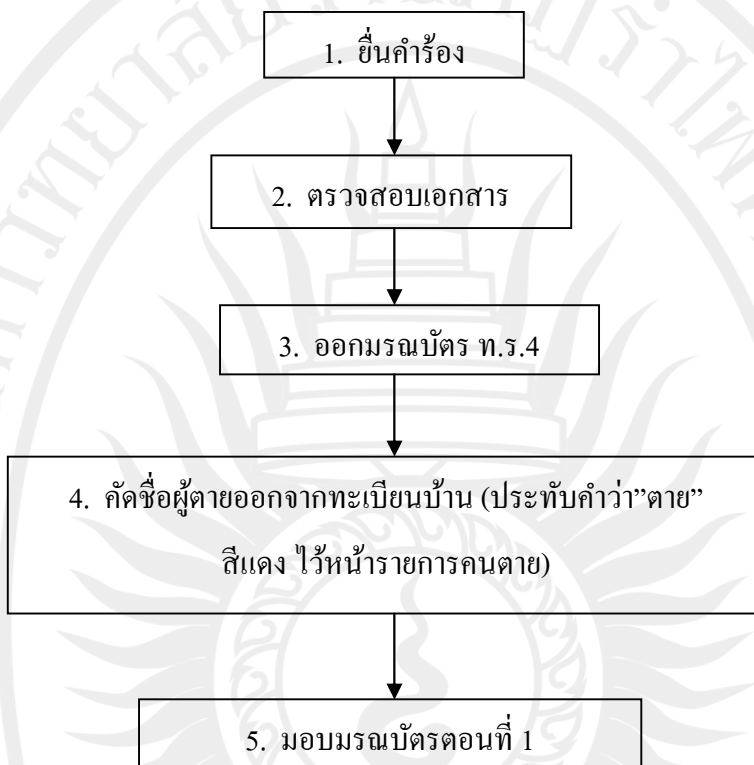 1. ยื่นคำร้อง
2. ตรวจสอบเอกสาร
3. ออกมรณบัตร ท.ร.4
4. คัดชื่อผู้ตายออกจากทะเบียนบ้าน (ประทับคำว่า”ตาย”
สีแดง ไว้หน้ารายการคนตาย)
5. มอบมรณบัตรตอนที่ 1